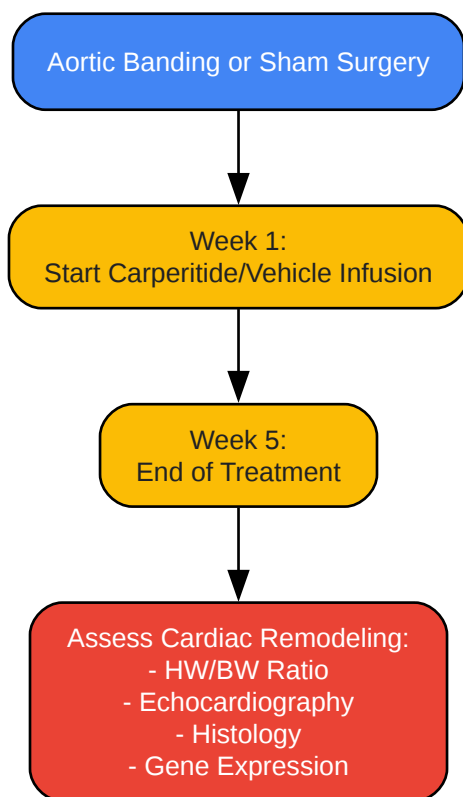 Aortic Banding or Sham Surgery
Week 1:
Start Carperitide/Vehicle Infusion
Week 5:
End of Treatment
Assess Cardiac Remodeling:
- HW/BW Ratio
- Echocardiography
- Histology
- Gene Expression